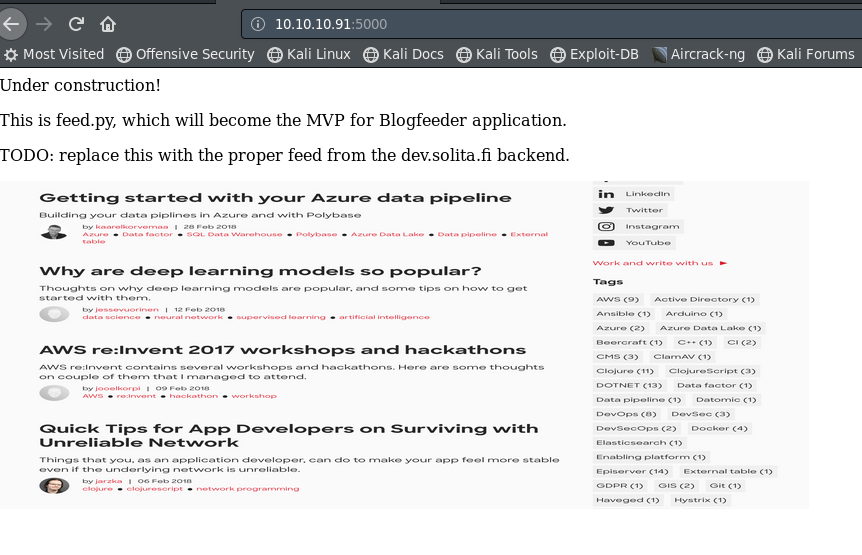 10.10.10.91:5000
Most Visited Offensive Security Kali Linux Kali Docs Kali Tools Exploit-DB Aircrack-ng Kali Forums
Under construction!
This is feed.py, which will become the MVP for Blogfeeder application.
TODO: replace this with the proper feed from the dev.solita.fi backend.
Getting started with your Azure data pipeline
Building your data piplines in Azure and with Polybase
by kaarelkorvemaa | 28 Feb 2018
Azure • Data factor • SQL Data Warehouse • Polybase • Azure Data Lake • Data pipeline • External
table
Why are deep learning models so popular?
Thoughts on why deep learning models are popular, and some tips on how to get
started with them.
by jessevuorinen | 12 Feb 2018
data science • neural network • supervised learning • artificial intelligence
AWS re:Invent 2017 workshops and hackathons
AWS re:Invent contains several workshops and hackathons. Here are some thoughts
on couple of them that I managed to attend.
by jooelkorpi | 09 Feb 2018
AWS • re:Invent • hackathon • workshop
Quick Tips for App Developers on Surviving with
Unreliable Network
Things that you, as an application developer, can do to make your app feel more stable
even if the underlying network is unreliable.
by jarzka | 06 Feb 2018
clojure • clojurescript • network programming
LinkedIn
Twitter
Instagram
YouTube
Work and write with us ►
Tags
AWS (9) Active Directory (1)
Ansible (1) Arduino (1)
Azure (2) Azure Data Lake (1)
Beercraft (1) C++ (1) CI (2)
CMS (3) ClamAV (1)
Clojure (11) ClojureScript (3)
DOTNET (13) Data factor (1)
Data pipeline (1) Datomic (1)
DevOps (8) DevSec (3)
DevSecOps (2) Docker (4)
Elasticsearch (1)
Enabling platform (1)
Episerver (14) External table (1)
GDPR (1) GIS (2) Git (1)
Haveged (1) Hystrix (1)